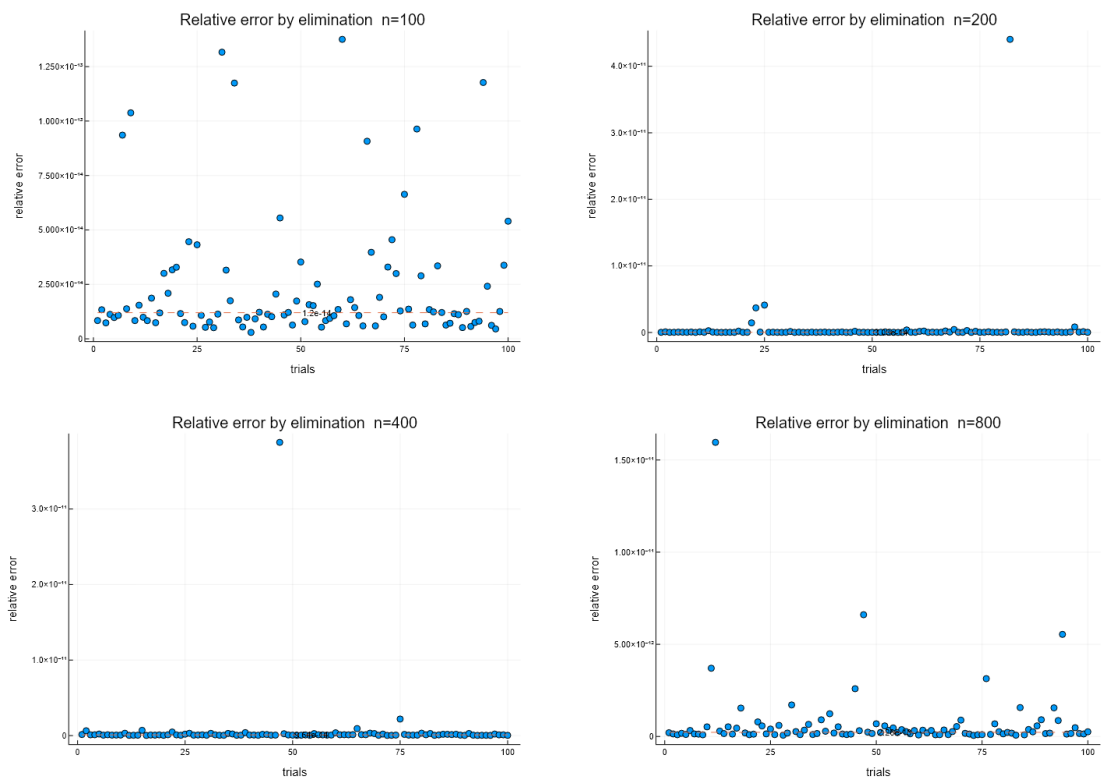 Relative error by elimination n=100
1.250×10⁻¹³
1.000×10⁻¹³
7.500×10⁻¹⁴
5.000×10⁻¹⁴
2.500×10⁻¹⁴
0
relative error
1.2e-14
0 25 50 75 100
trials
Relative error by elimination n=200
4.0×10⁻¹¹
3.0×10⁻¹¹
2.0×10⁻¹¹
1.0×10⁻¹¹
0
relative error
0 25 50 75 100
trials
Relative error by elimination n=400
3.0×10⁻¹¹
2.0×10⁻¹¹
1.0×10⁻¹¹
0
relative error
0 25 50 75 100
trials
Relative error by elimination n=800
1.50×10⁻¹¹
1.00×10⁻¹¹
5.00×10⁻¹²
0
relative error
0 25 50 75 100
trials